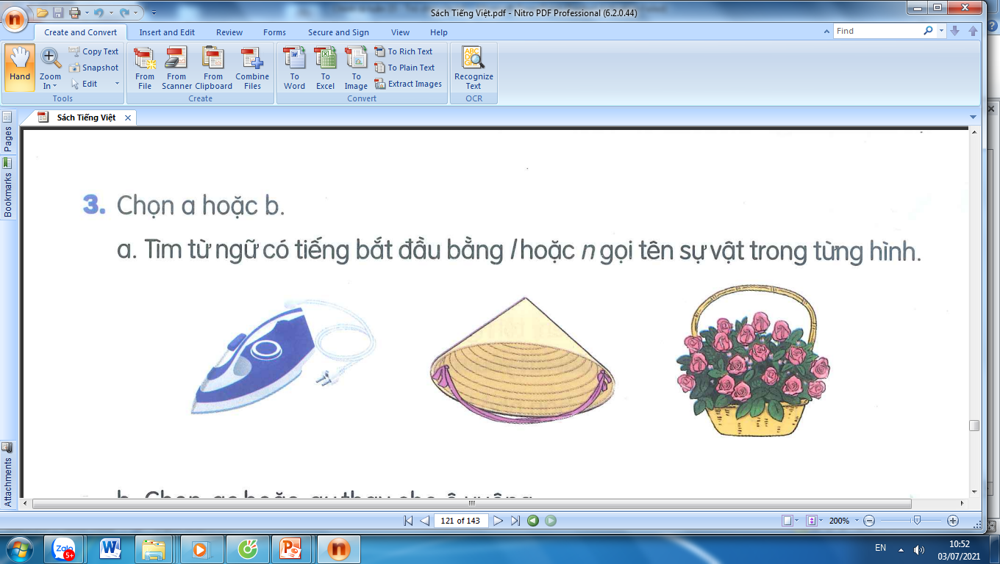 Sách Tiếng Việt.pdf - Nitro PDF Professional (6.2.0.44)
Create and Convert Insert and Edit Review Forms Secure and Sign View Help
Find
Hand
Zoom In
Copy Text
Snapshot
Edit
Tools
From File
From Scanner
From Clipboard
Combine Files
Create
To Word
To Excel
To Image
To Rich Text
To Plain Text
Extract Images
Convert
Recognize Text
OCR
Sách Tiếng Việt
Pages
Bookmarks
Attachments
3. Chọn a hoặc b.
a. Tìm từ ngữ có tiếng bắt đầu bằng l hoặc n gọi tên sự vật trong từng hình.
121 of 143
200%
Zalo
5+
EN
10:52
03/07/2021